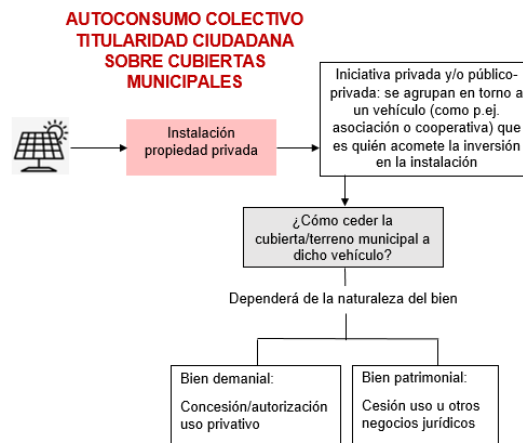 AUTOCONSUMO COLECTIVO
TITULARIDAD CIUDADANA
SOBRE CUBIERTAS
MUNICIPALES
Instalación
propiedad privada
Iniciativa privada y/o público-
privada: se agrupan en torno a
un vehículo (como p.ej.
asociación o cooperativa) que
es quién acomete la inversión
en la instalación
¿Cómo ceder la
cubierta/terreno municipal a
dicho vehículo?
Dependerá de la naturaleza del bien
Bien demanial:
Concesión/autorización
uso privativo
Bien patrimonial:
Cesión uso u otros
negocios jurídicos